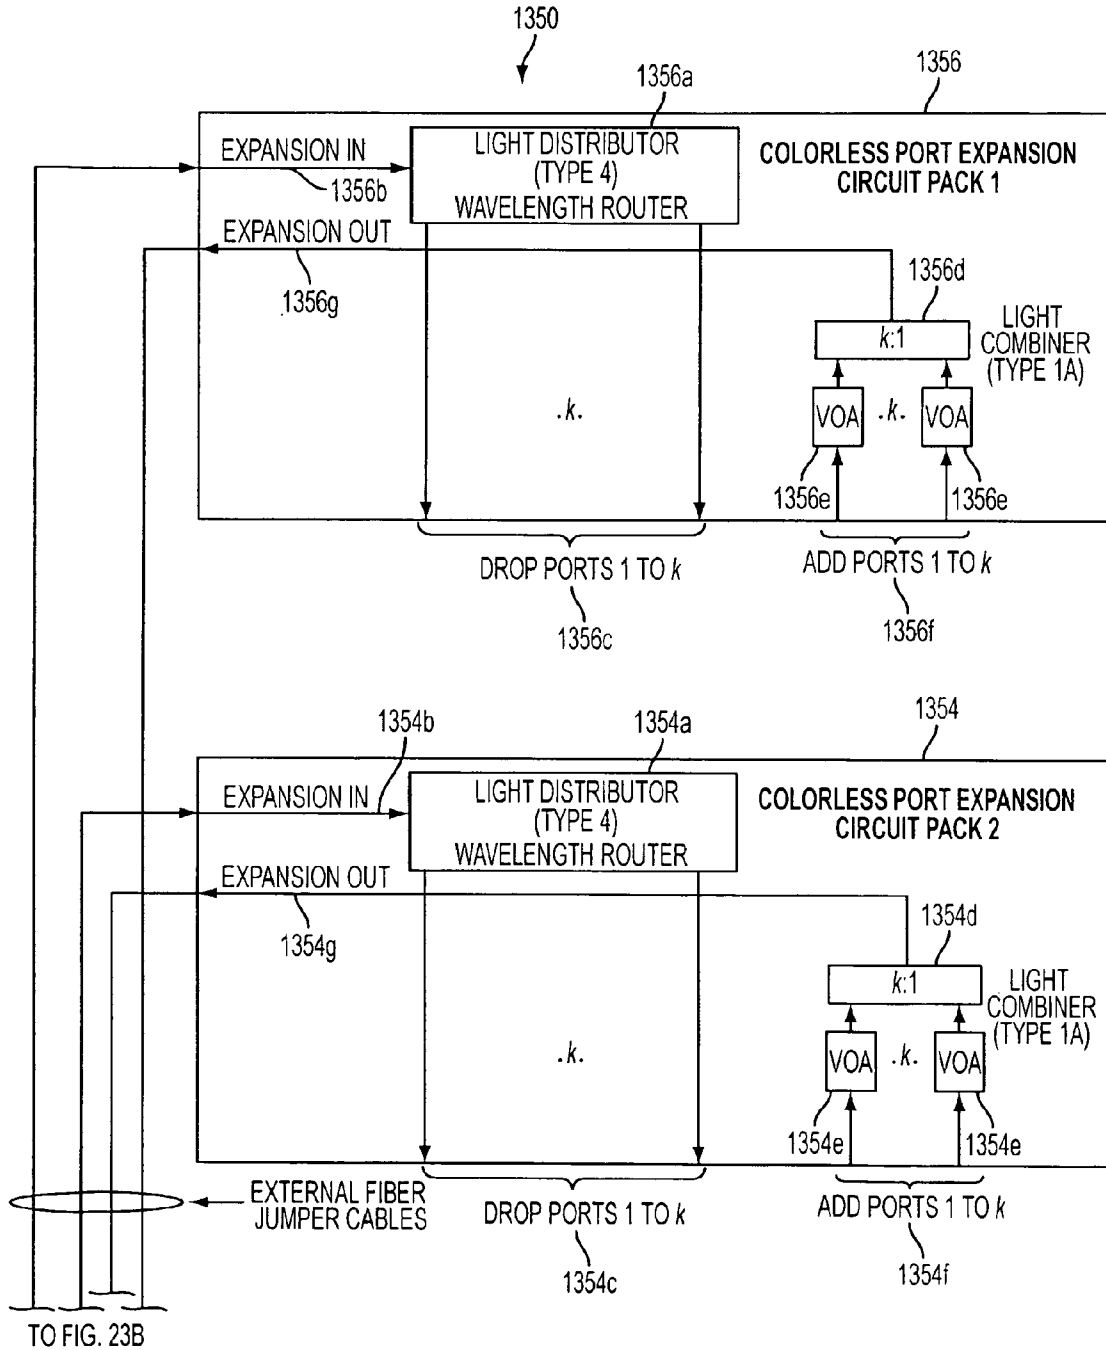 1350
1356a
1356
EXPANSION IN
1356b
LIGHT DISTRIBUTOR
(TYPE 4)
WAVELENGTH ROUTER
COLORLESS PORT EXPANSION
CIRCUIT PACK 1
EXPANSION OUT
1356g
1356d
k:1
LIGHT
COMBINER
(TYPE 1A)
.k.
VOA
.k.
VOA
1356e
1356e
DROP PORTS 1 TO k
1356c
ADD PORTS 1 TO k
1356f
1354b
1354a
1354
EXPANSION IN
LIGHT DISTRIBUTOR
(TYPE 4)
WAVELENGTH ROUTER
COLORLESS PORT EXPANSION
CIRCUIT PACK 2
EXPANSION OUT
1354g
1354d
k:1
LIGHT
COMBINER
(TYPE 1A)
.k.
VOA
.k.
VOA
1354e
1354e
EXTERNAL FIBER
JUMPER CABLES
DROP PORTS 1 TO k
1354c
ADD PORTS 1 TO k
1354f
TO FIG. 23B